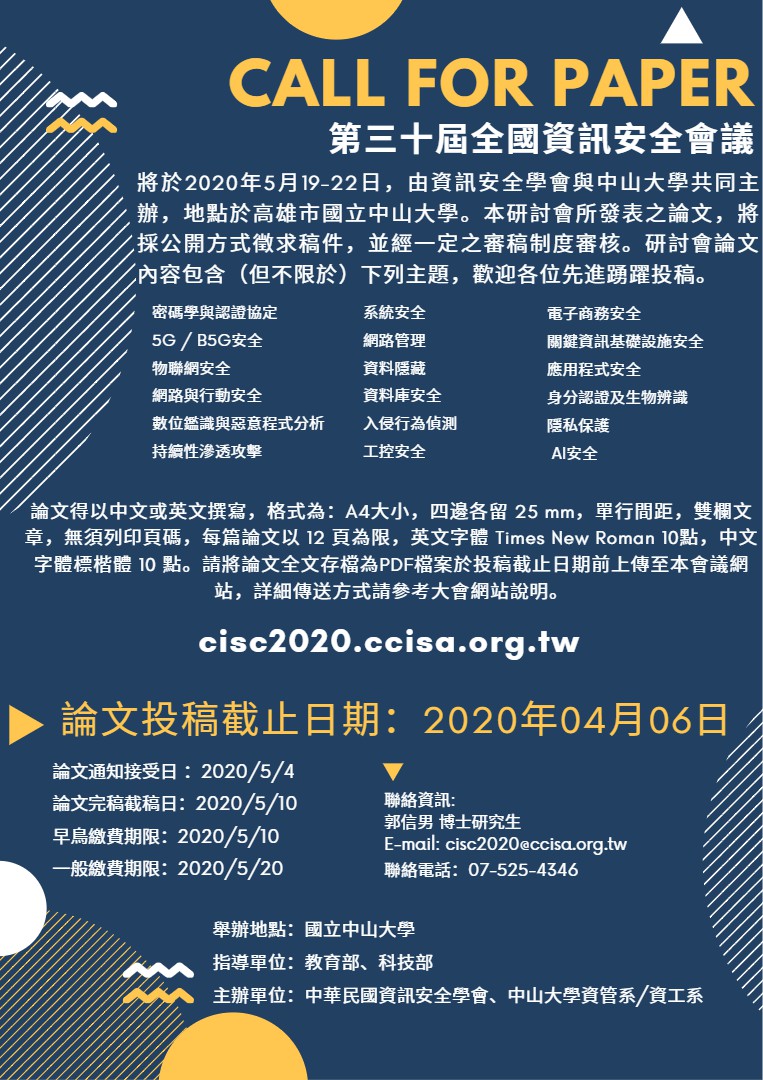 CALL FOR PAPER
第三十屆全國資訊安全會議
將於2020年5月19-22日，由資訊安全學會與中山大學共同主
辦，地點於高雄市國立中山大學。本研討會所發表之論文，將
採公開方式徵求稿件，並經一定之審稿制度審核。研討會論文
內容包含（但不限於）下列主題，歡迎各位先進踴躍投稿。
密碼學與認證協定
5G / B5G安全
物聯網安全
網路與行動安全
數位鑑識與惡意程式分析
持續性滲透攻擊
系統安全
網路管理
資料隱藏
資料庫安全
入侵行為偵測
工控安全
電子商務安全
關鍵資訊基礎設施安全
應用程式安全
身分認證及生物辨識
隱私保護
AI安全
論文得以中文或英文撰寫，格式為：A4大小，四邊各留 25 mm，單行間距，雙欄文
章，無須列印頁碼，每篇論文以 12 頁為限，英文字體 Times New Roman 10點，中文
字體標楷體 10 點。請將論文全文存檔為PDF檔案於投稿截止日期前上傳至本會議網
站，詳細傳送方式請參考大會網站說明。
cisc2020.ccisa.org.tw
論文投稿截止日期：2020年04月06日
論文通知接受日：2020/5/4
論文完稿截稿日：2020/5/10
早鳥繳費期限：2020/5/10
一般繳費期限：2020/5/20
聯絡資訊:
郭信男 博士研究生
E-mail: cisc2020@ccisa.org.tw
聯絡電話：07-525-4346
舉辦地點：國立中山大學
指導單位：教育部、科技部
主辦單位：中華民國資訊安全學會、中山大學資管系/資工系